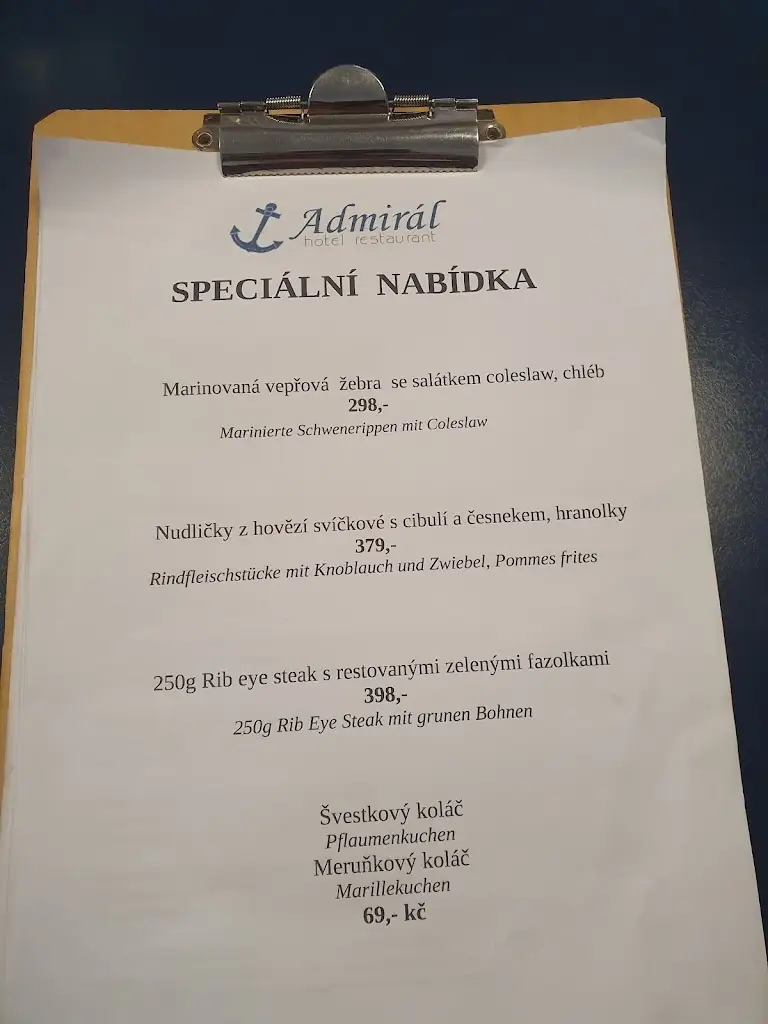 Admirál
hotel restaurant
SPECIÁLNÍ NABÍDKA
Marinovaná vepřová žebra se salátkem coleslaw, chléb
298,-
Marinierte Schwenerippen mit Coleslaw
Nudličky z hovězí svíčkové s cibulí a česnekem, hranolky
379,-
Rindfleischstücke mit Knoblauch und Zwiebel, Pommes frites
250g Rib eye steak s restovanými zelenými fazolkami
398,-
250g Rib Eye Steak mit grunen Bohnen
Švestkový koláč
Pflaumenkuchen
Meruňkový koláč
Marillekuchen
69,- kč